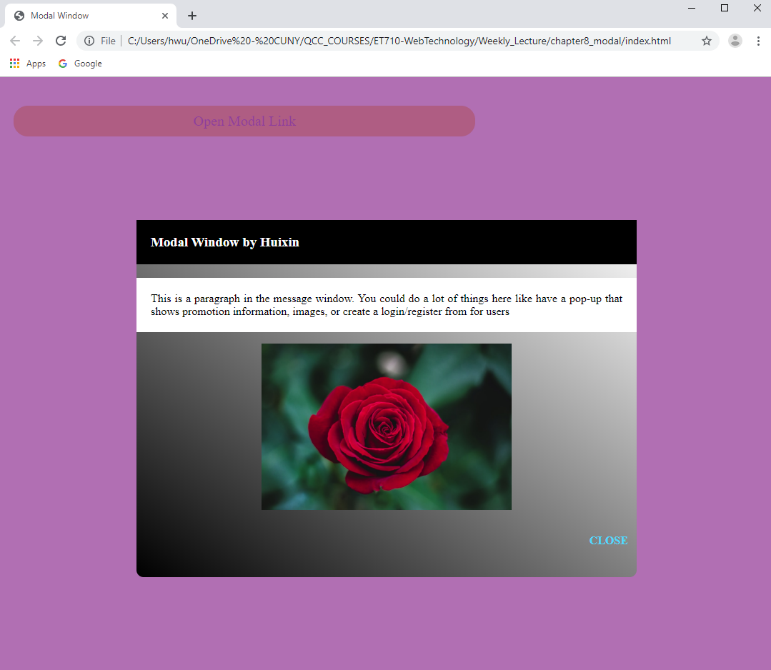 Modal Window
File | C:/Users/hwu/OneDrive%20-%20CUNY/QCC_COURSES/ET710-WebTechnology/Weekly_Lecture/chapter8_modal/index.html
Apps Google
Open Modal Link
Modal Window by Huixin
This is a paragraph in the message window. You could do a lot of things here like have a pop-up that
shows promotion information, images, or create a login/register from for users
CLOSE